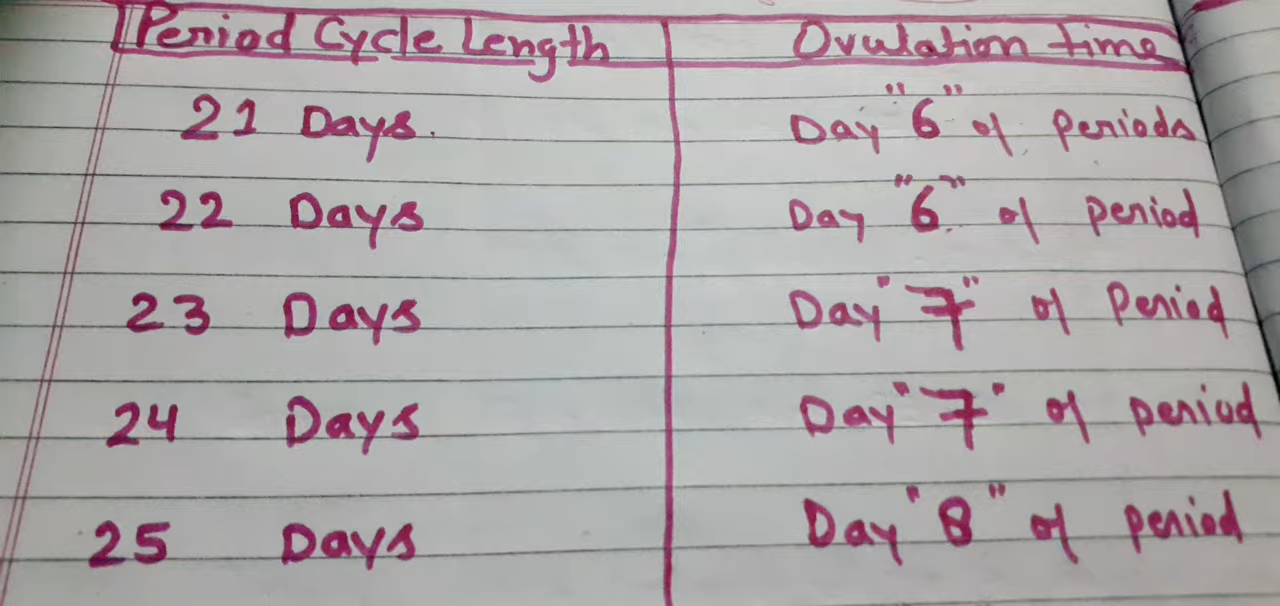 Period Cycle Length Ovulation time
21 Days. Day "6" of periods
22 Days Day "6" of period
23 Days Day "7" of Period
24 Days Day "7" of period
25 Days Day "8" of period